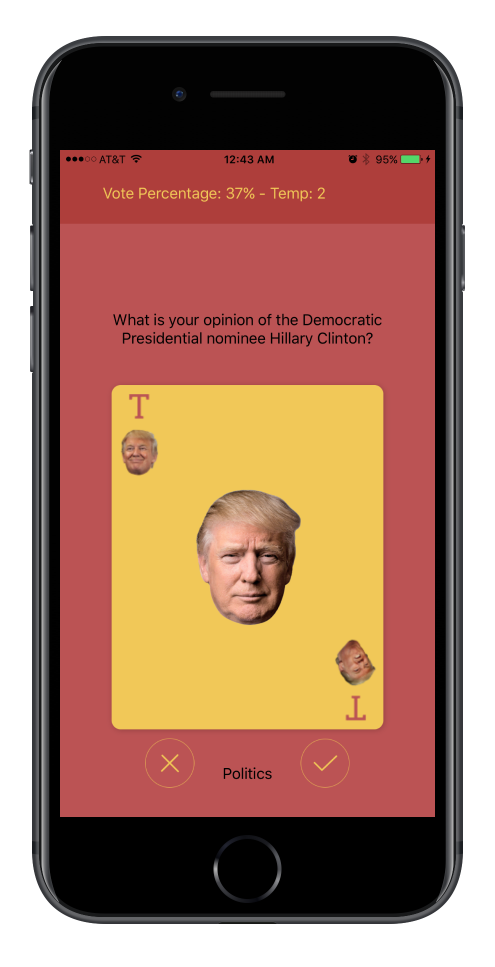 AT&T 12:43 AM 95%
Vote Percentage: 37% - Temp: 2
What is your opinion of the Democratic
Presidential nominee Hillary Clinton?
T
T
Politics